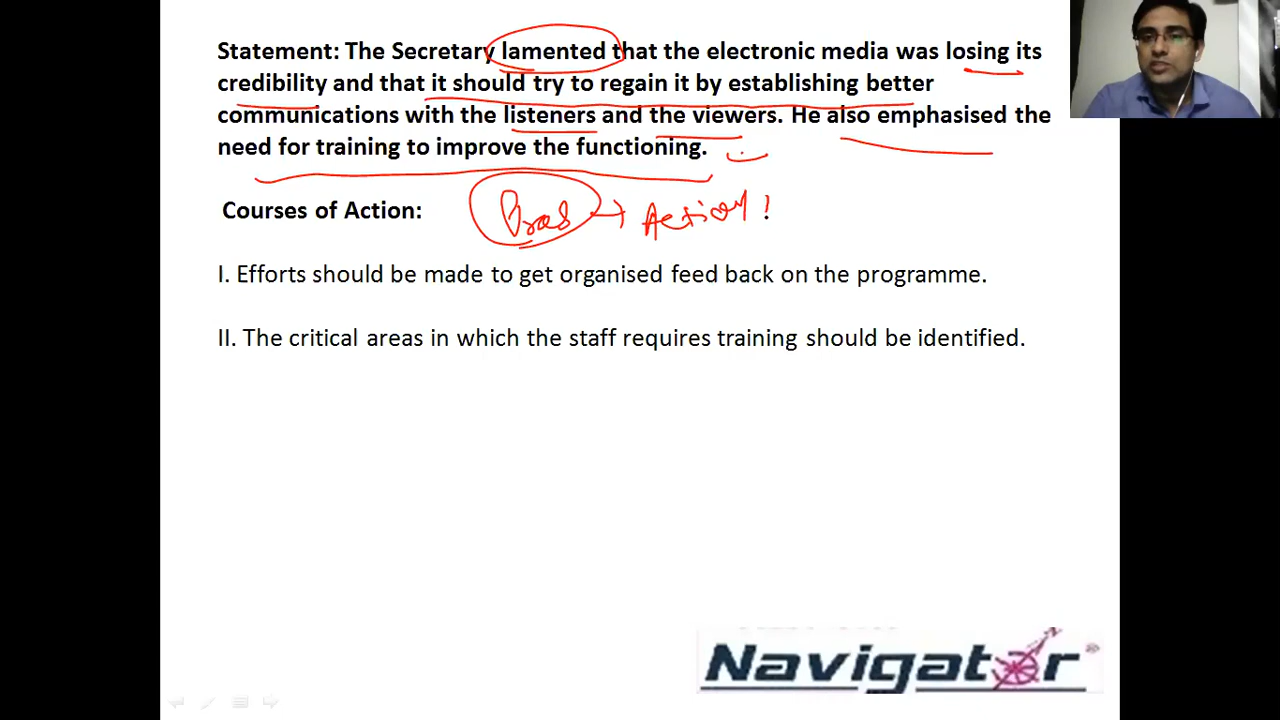 Statement: The Secretary lamented that the electronic media was losing its
credibility and that it should try to regain it by establishing better
communications with the listeners and the viewers. He also emphasised the
need for training to improve the functioning.
Courses of Action: → Action !
I. Efforts should be made to get organised feed back on the programme.
II. The critical areas in which the staff requires training should be identified.
Navigator®